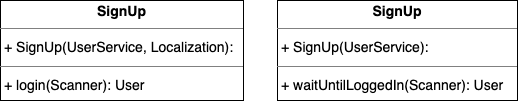 SignUp
+ SignUp(UserService, Localization):
+ login(Scanner): User
SignUp
+ SignUp(UserService):
+ waitUntilLoggedIn(Scanner): User